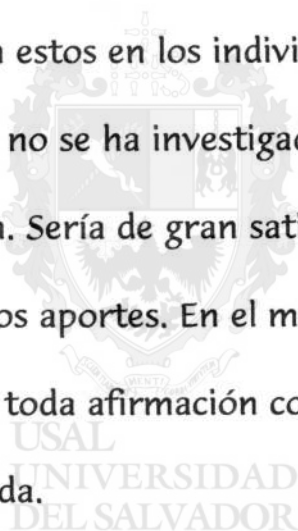 estos en los indivi
no se ha investigad
. Sería de gran sati
os aportes. En el m
toda afirmación co
USAL
UNIVERSIDAD
da.
DEL SALVADOR